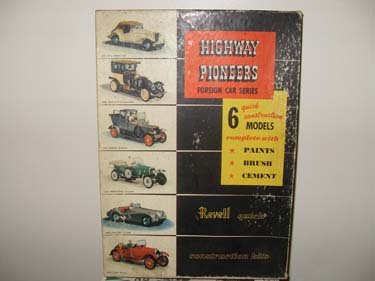 HIGHWAY
PIONEERS
FOREIGN CAR SERIES
6 quick construction
MODELS
complete with
★ PAINTS
★ BRUSH
★ CEMENT
Revell quick
construction kits